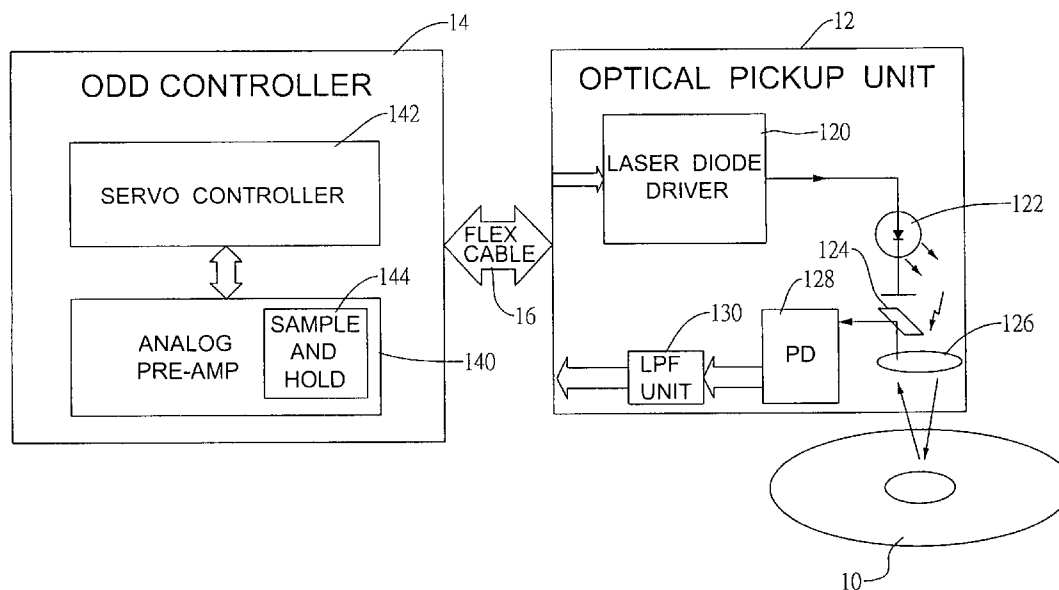 14
ODD CONTROLLER
142
SERVO CONTROLLER
144
SAMPLE
AND
HOLD
ANALOG
PRE-AMP
140
FLEX
CABLE
16
12
OPTICAL PICKUP UNIT
120
LASER DIODE
DRIVER
122
124
128
PD
126
130
LPF
UNIT
10